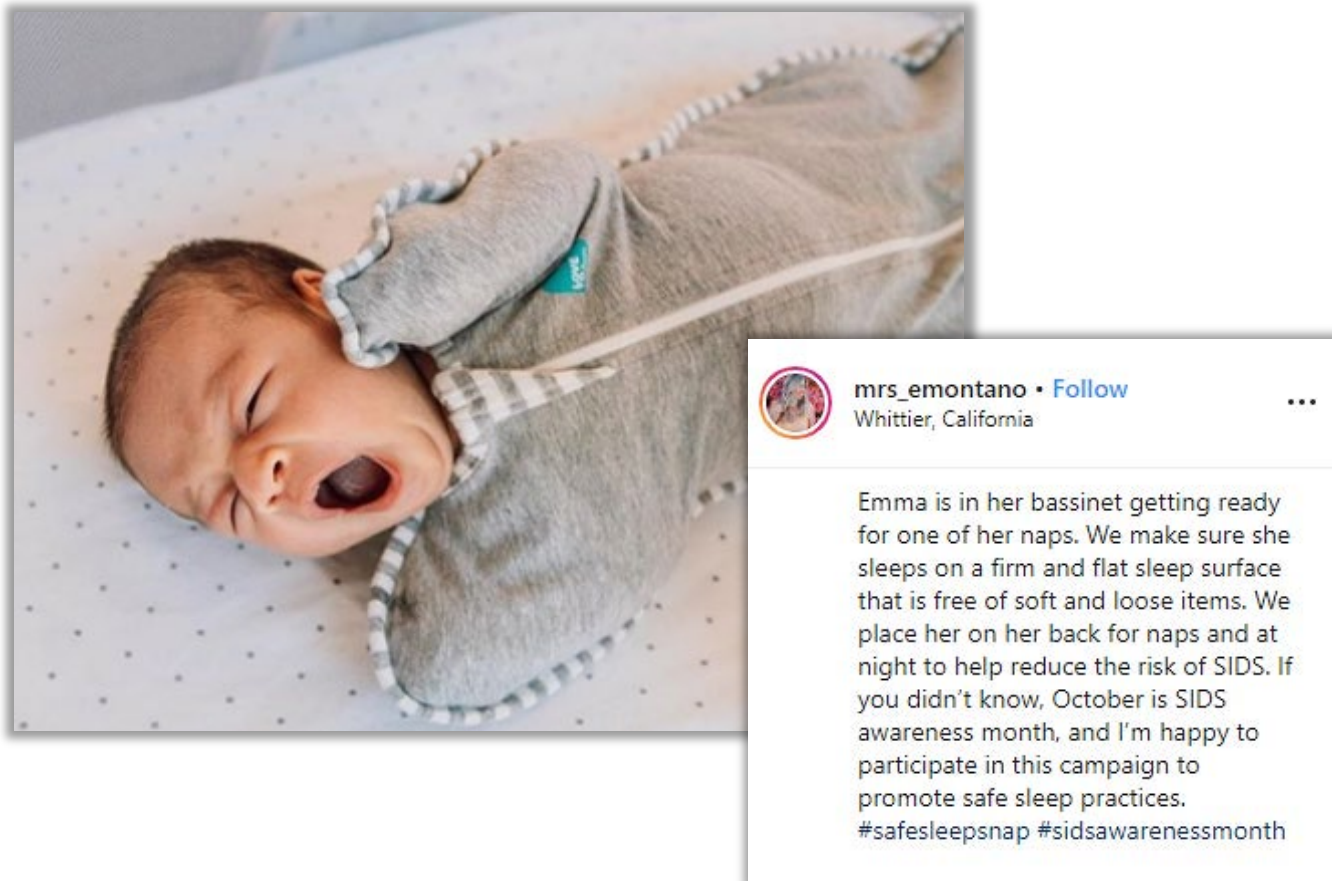 LOVE
mrs_emontano • Follow
Whittier, California
Emma is in her bassinet getting ready
for one of her naps. We make sure she
sleeps on a firm and flat sleep surface
that is free of soft and loose items. We
place her on her back for naps and at
night to help reduce the risk of SIDS. If
you didn't know, October is SIDS
awareness month, and I'm happy to
participate in this campaign to
promote safe sleep practices.
#safesleepsnap #sidsawarenessmonth